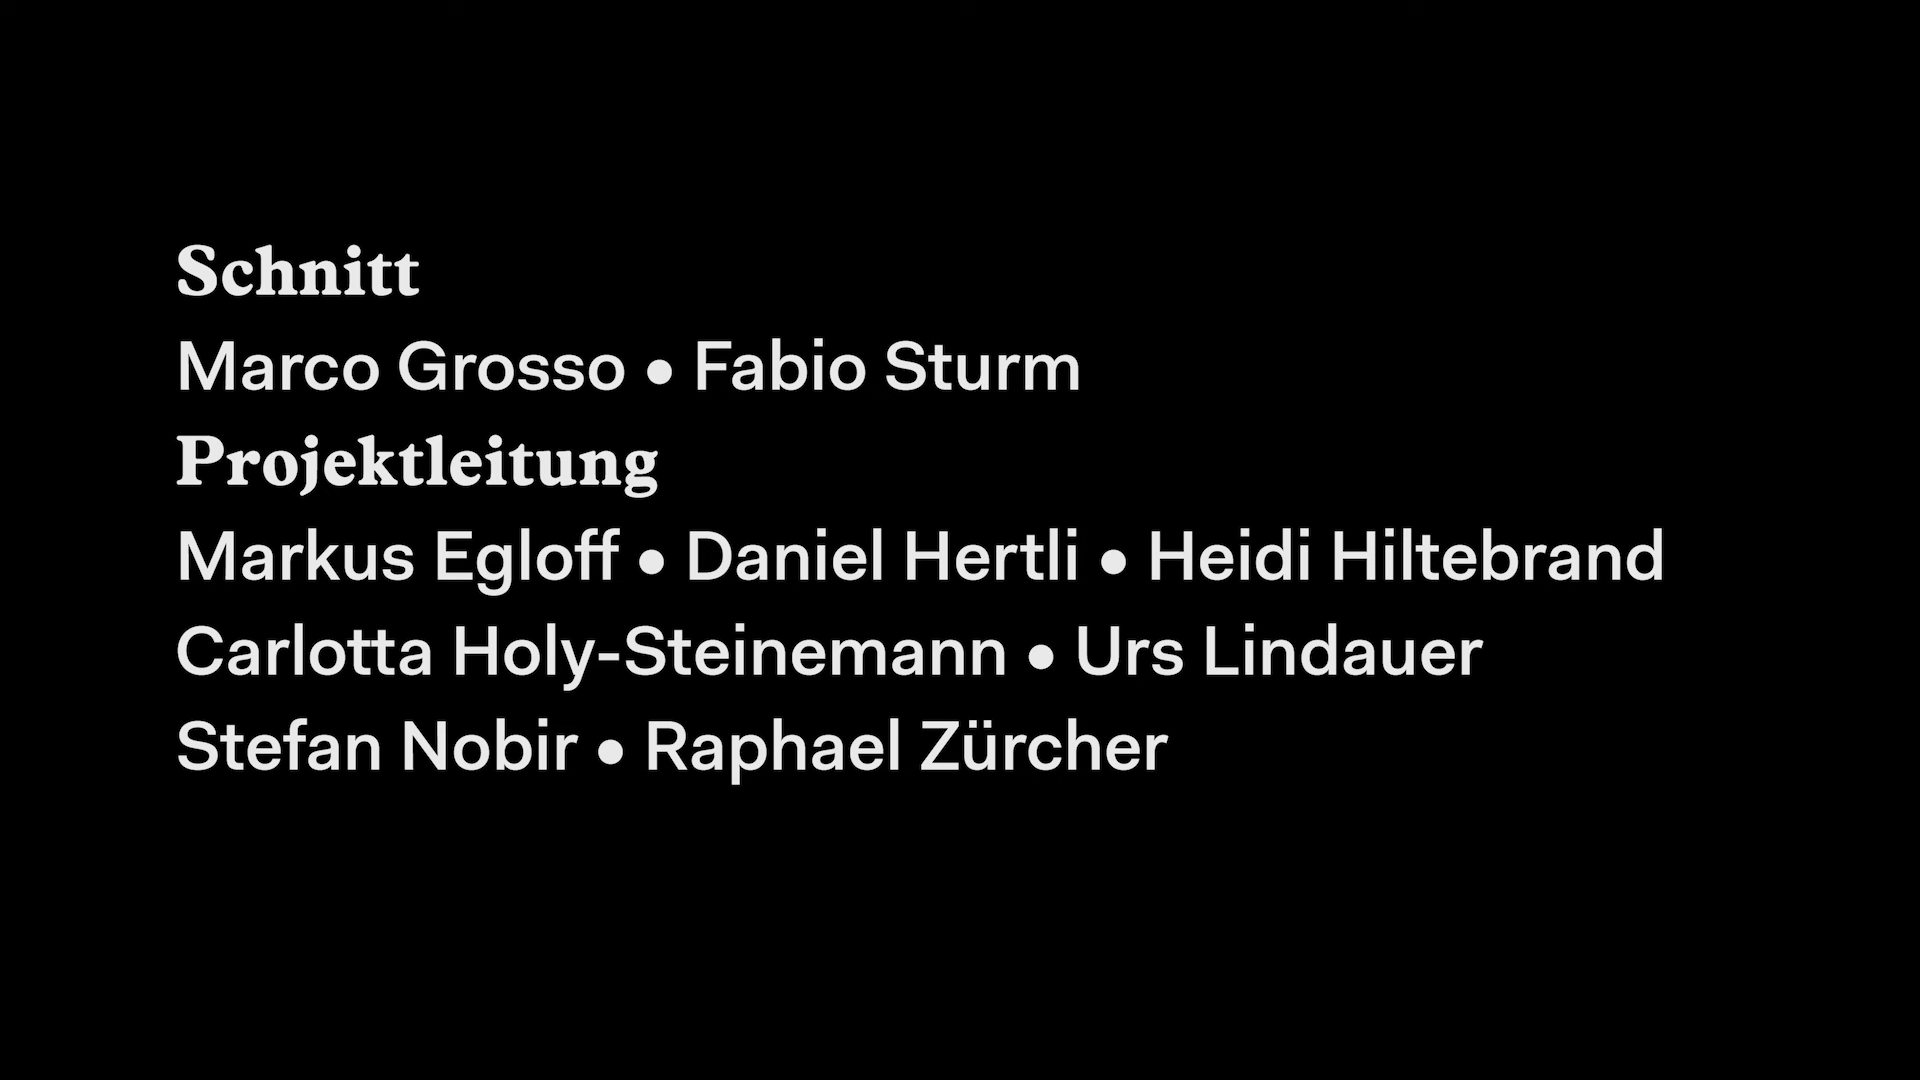 Schnitt
Marco Grosso • Fabio Sturm
Projektleitung
Markus Egloff • Daniel Hertli • Heidi Hiltebrand
Carlotta Holy-Steinemann • Urs Lindauer
Stefan Nobir • Raphael Zürcher